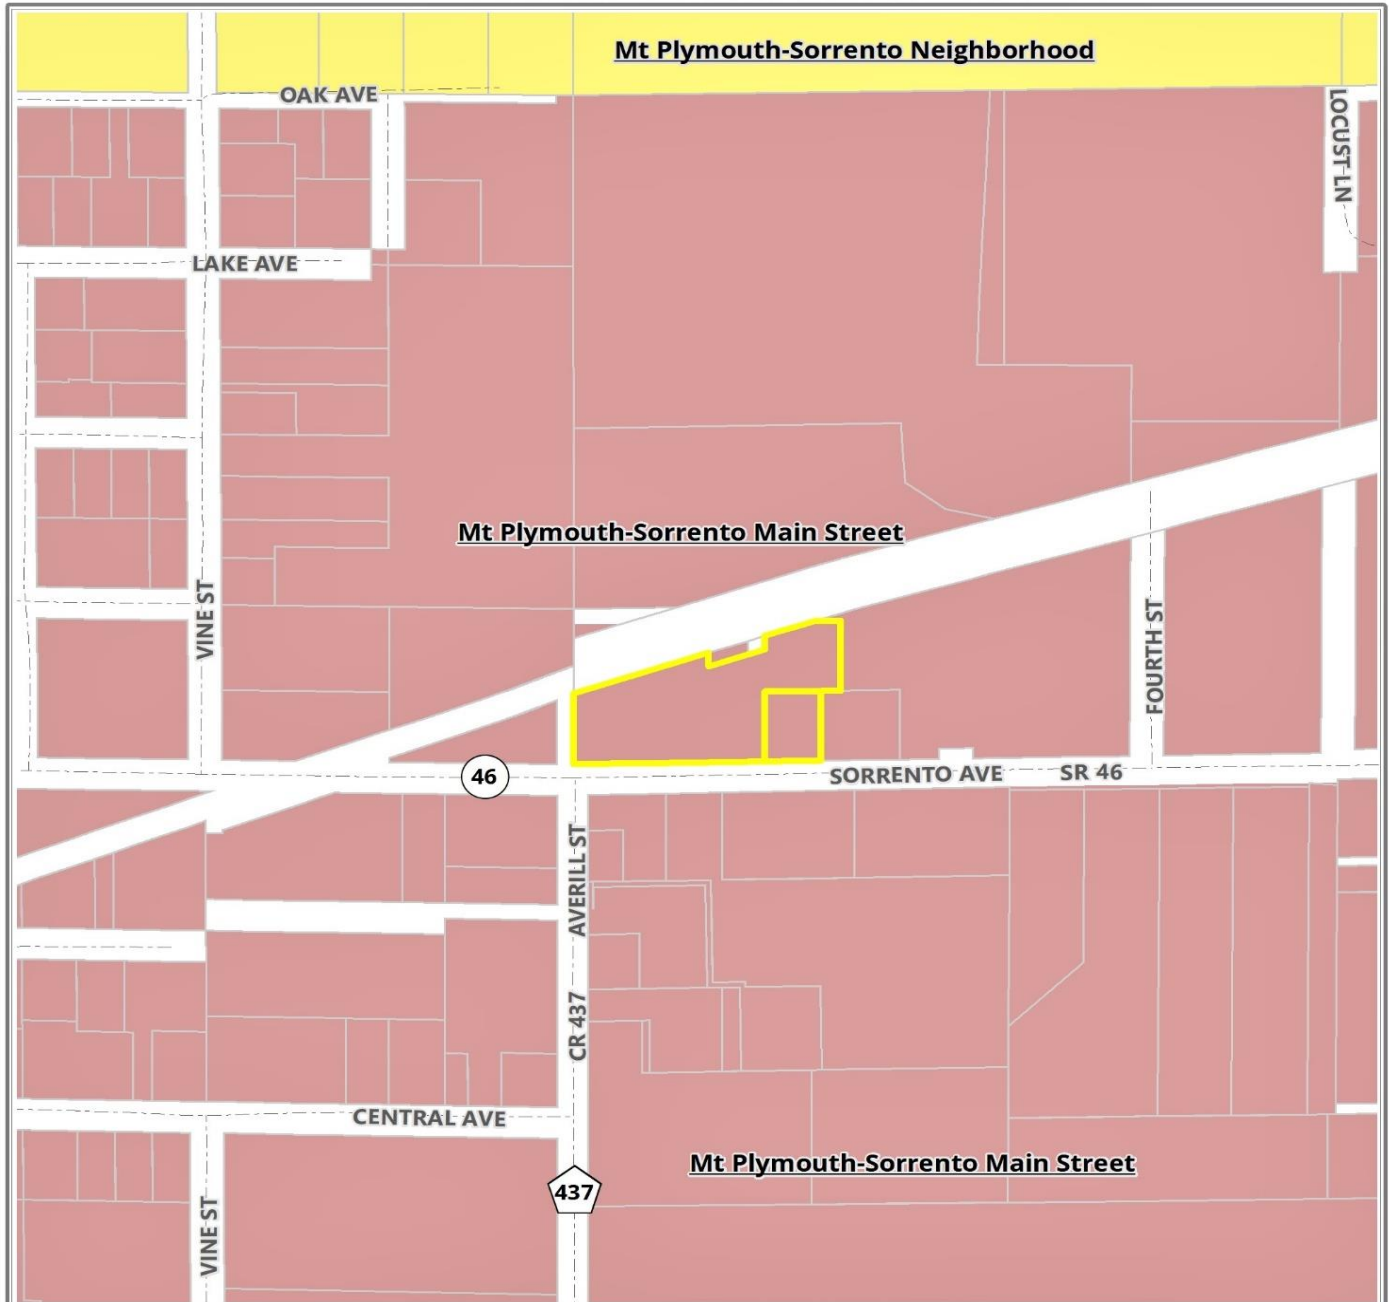 Mt Plymouth-Sorrento Neighborhood
OAK AVE
LOCUST LN
LAKE AVE
Mt Plymouth-Sorrento Main Street
VINE ST
FOURTH ST
46
SORRENTO AVE
SR 46
AVERILL ST
CR 437
CENTRAL AVE
Mt Plymouth-Sorrento Main Street
437
VINE ST